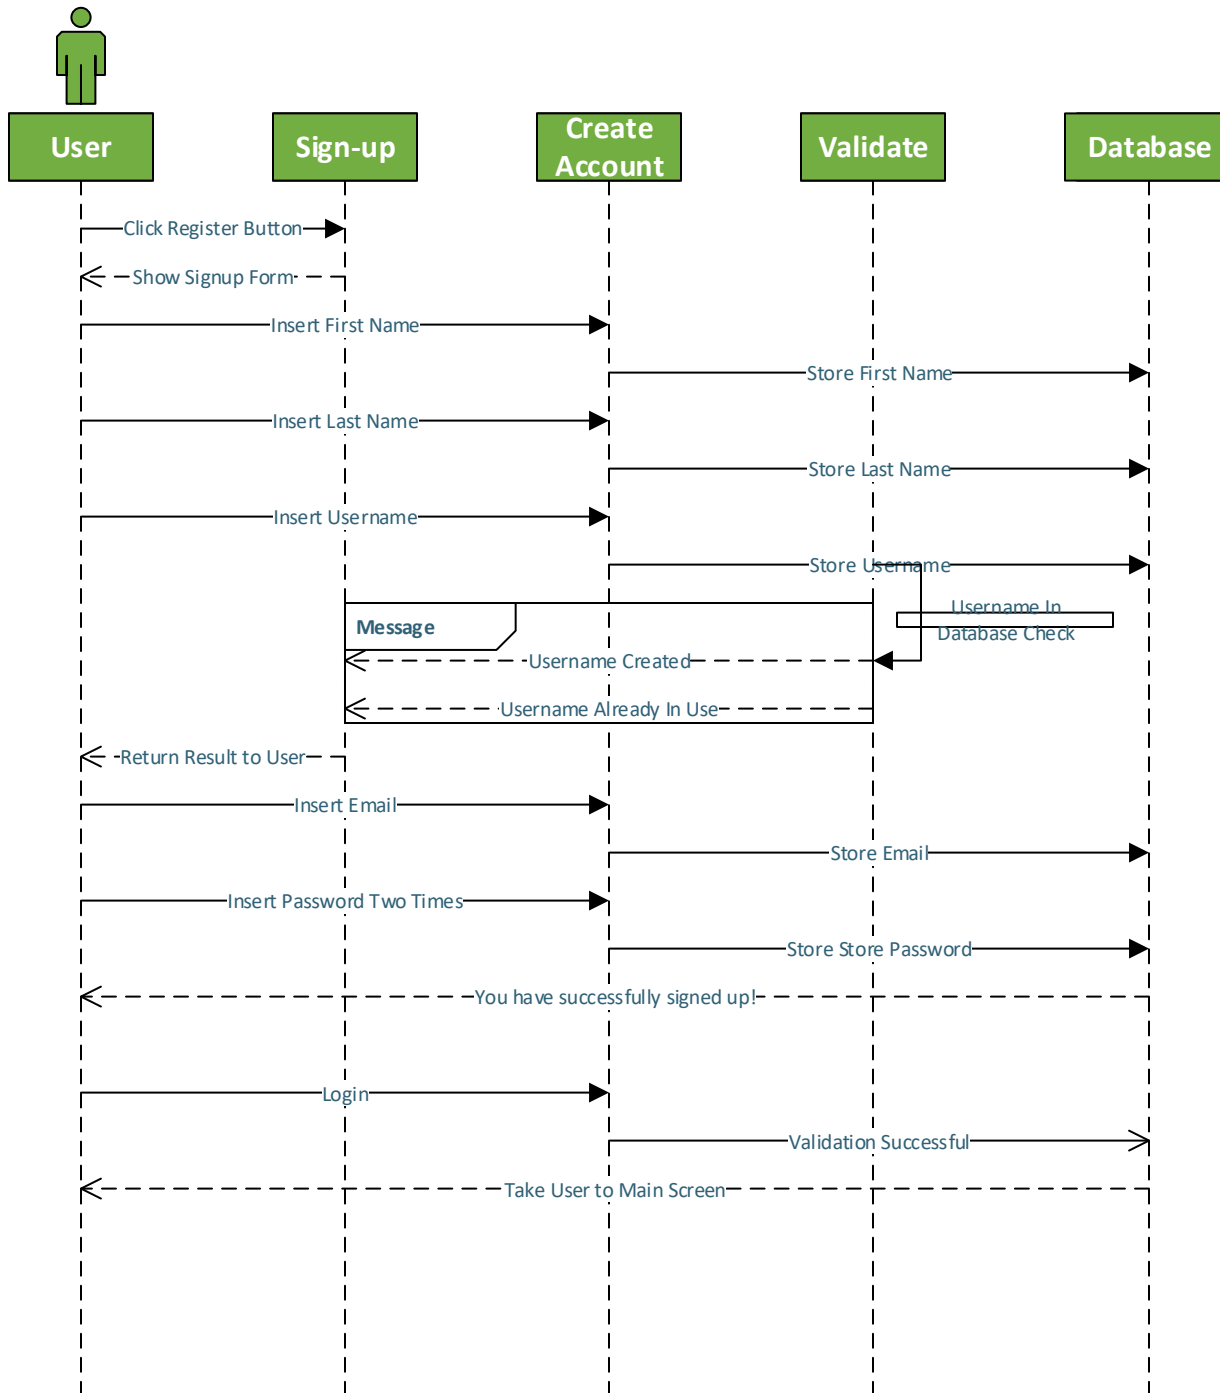 User
Sign-up
Create
Account
Validate
Database
Click Register Button
Show Signup Form
Insert First Name
Store First Name
Insert Last Name
Store Last Name
Insert Username
Store Username
Username In
Database Check
Message
Username Created
Username Already In Use
Return Result to User
Insert Email
Store Email
Insert Password Two Times
Store Store Password
You have successfully signed up!
Login
Validation Successful
Take User to Main Screen